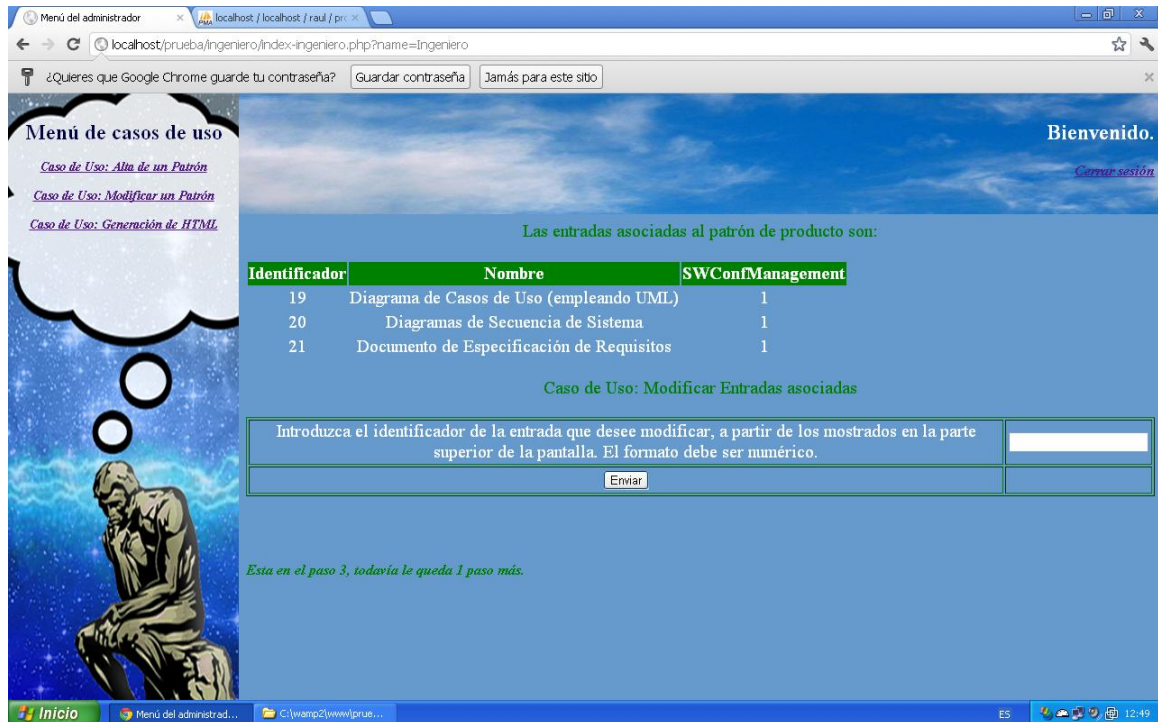 Menú del administrador
localhost / localhost / raul / pro
localhost/prueba/ingeniero/index-ingeniero.php?name=Ingeniero
¿Quieres que Google Chrome guarde tu contraseña? Guardar contraseña Jamás para este sitio
Menú de casos de uso
Caso de Uso: Alta de un Patrón
Caso de Uso: Modificar un Patrón
Caso de Uso: Generación de HTML
Bienvenido.
Cerrar sesión
Las entradas asociadas al patrón de producto son:
Identificador Nombre SWConfManagement
19 Diagrama de Casos de Uso (empleando UML) 1
20 Diagramas de Secuencia de Sistema 1
21 Documento de Especificación de Requisitos 1
Caso de Uso: Modificar Entradas asociadas
Introduzca el identificador de la entrada que desee modificar, a partir de los mostrados en la parte
superior de la pantalla. El formato debe ser numérico.
Enviar
Esta en el paso 3, todavía le queda 1 paso más.
Inicio Menú del administrad... C:\wamp2\www\prue... ES 12:49